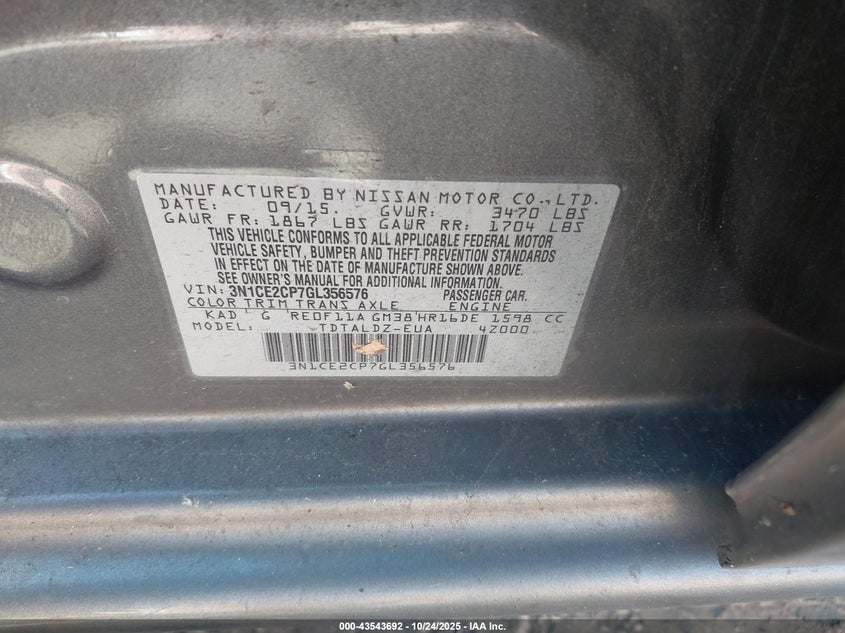 MANUFACTURED BY NISSAN MOTOR CO., LTD.
DATE: 09/15. GVWR: 3470 LBS
GAWR FR: 1867 LBS GAWR RR: 1704 LBS
THIS VEHICLE CONFORMS TO ALL APPLICABLE FEDERAL MOTOR
VEHICLE SAFETY, BUMPER AND THEFT PREVENTION STANDARDS
IN EFFECT ON THE DATE OF MANUFACTURE SHOWN ABOVE.
SEE OWNER'S MANUAL FOR ADDITIONAL INFORMATION.
VIN: 3N1CE2CP7GL356576 PASSENGER CAR.
COLOR TRIM TRANS AXLE ENGINE
KAD G RE0F11A GM38 HR16DE 1598 CC
MODEL: TDTALDZ-EUA 4Z000
3N1CE2CP7GL356576
000-43543692 - 10/24/2025 - IAA Inc.